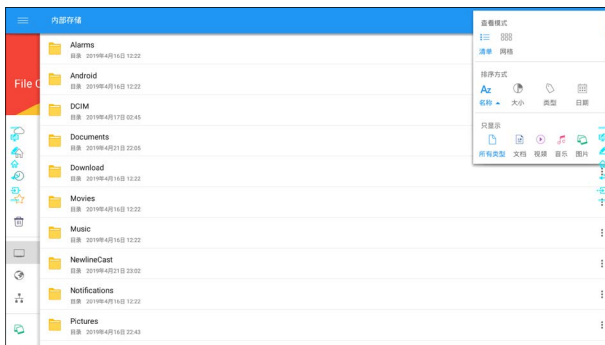 内部存储
File C
Alarms
目录 2019年4月16日 12:22
Android
目录 2019年4月16日 12:22
DCIM
目录 2019年4月17日 02:45
Documents
目录 2019年4月21日 22:05
Download
目录 2019年4月16日 12:22
Movies
目录 2019年4月16日 12:22
Music
目录 2019年4月16日 12:22
NewlineCast
目录 2019年4月21日 23:02
Notifications
目录 2019年4月16日 12:22
Pictures
目录 2019年4月16日 22:43
查看模式
清单 网格
排序方式
Az
名称 大小 类型 日期
只显示
所有类型 文档 视频 音乐 图片